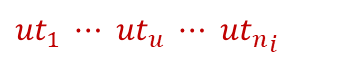 ut₁ ⋯ utᵤ ⋯ utₙᵢ